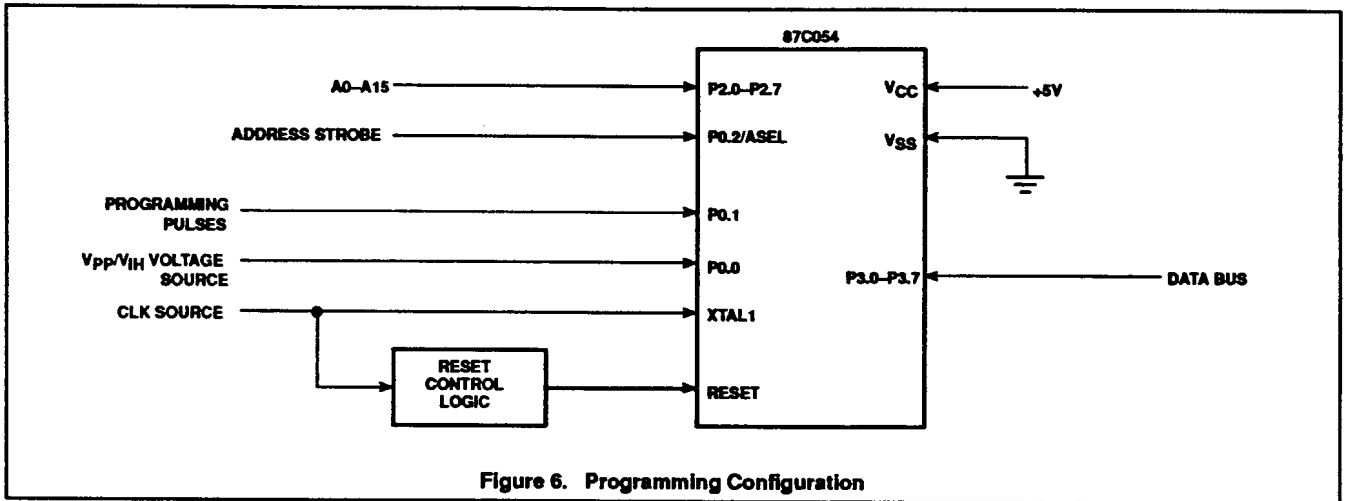 87C054
A0–A15
P2.0–P2.7
VCC
+5V
ADDRESS STROBE
P0.2/ASEL
VSS
PROGRAMMING
PULSES
P0.1
VPP/VIH VOLTAGE
SOURCE
P0.0
P3.0–P3.7
DATA BUS
CLK SOURCE
XTAL1
RESET
CONTROL
LOGIC
RESET
Figure 6. Programming Configuration